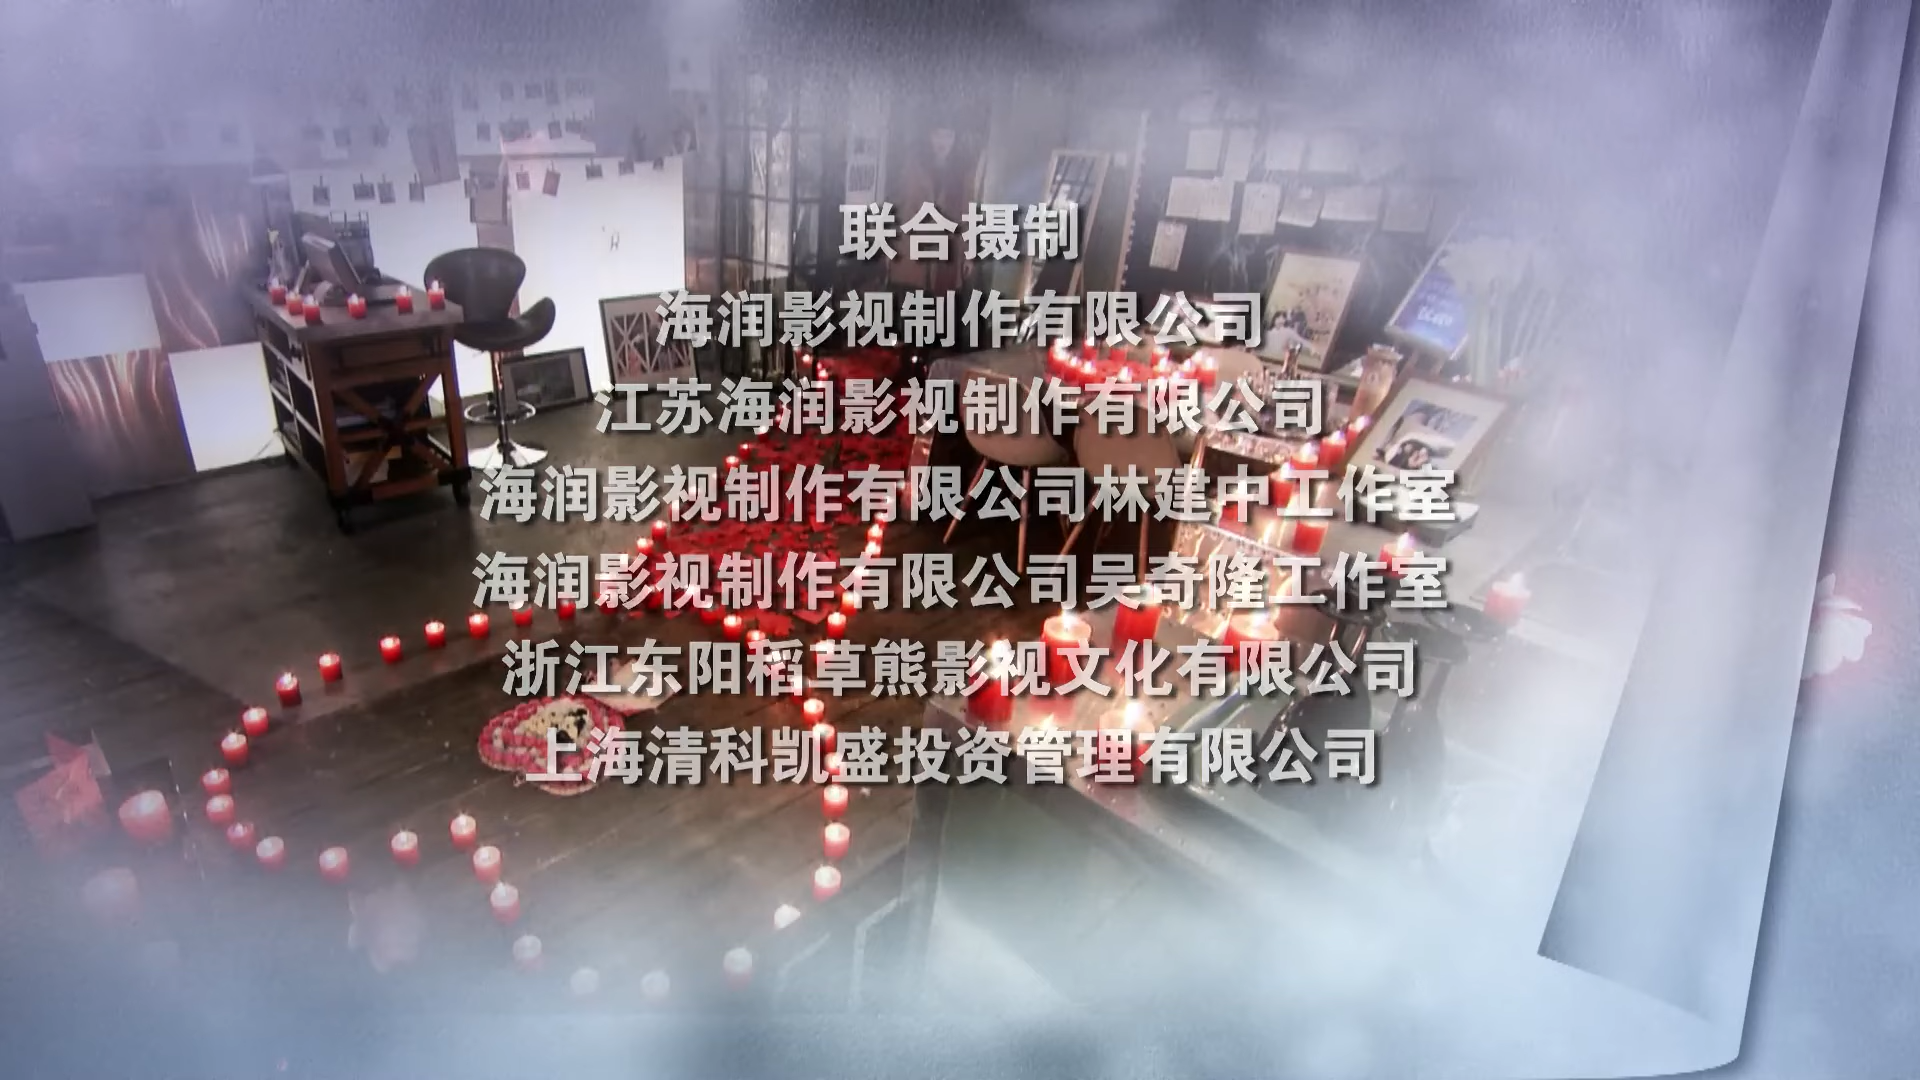 联合摄制
海润影视制作有限公司
江苏海润影视制作有限公司
海润影视制作有限公司林建中工作室
海润影视制作有限公司吴奇隆工作室
浙江东阳稻草熊影视文化有限公司
上海清科凯盛投资管理有限公司